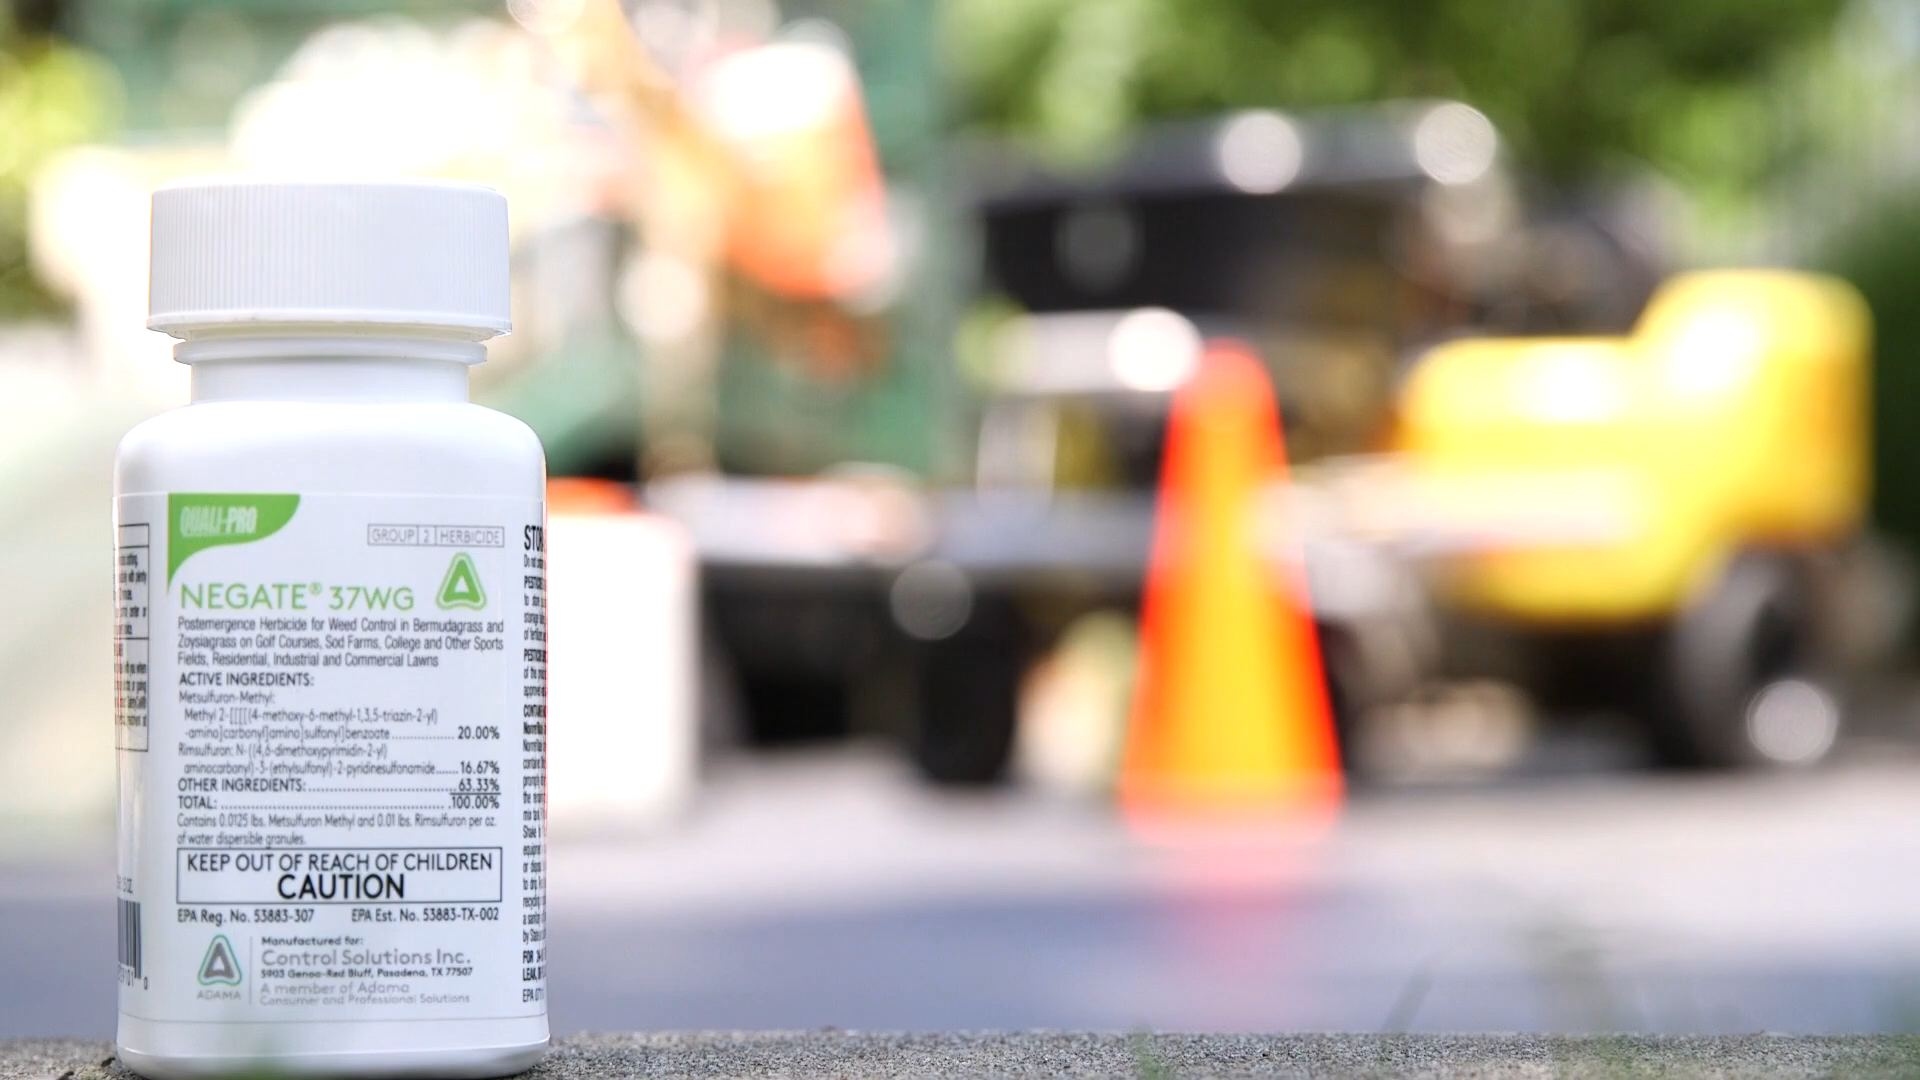 QUALI-PRO
GROUP 2 HERBICIDE
NEGATE® 37WG
Postemergence Herbicide for Weed Control in Bermudagrass and
Zoysiagrass on Golf Courses, Sod Farms, College and Other Sports
Fields, Residential, Industrial and Commercial Lawns
ACTIVE INGREDIENTS:
Metsulfuron-Methyl:
Methyl 2-[[[[(4-methoxy-6-methyl-1,3,5-triazin-2-yl)
-amino]carbonyl]amino]sulfonyl]benzoate .............. 20.00%
Rimsulfuron: N-((4,6-dimethoxypyrimidin-2-yl)
aminocarbonyl)-3-(ethylsulfonyl)-2-pyridinesulfonamide...... 16.67%
OTHER INGREDIENTS:................................ 63.33%
TOTAL: ................................................ 100.00%
Contains 0.0125 lbs. Metsulfuron Methyl and 0.01 lbs. Rimsulfuron per oz.
of water dispersible granules.
KEEP OUT OF REACH OF CHILDREN
CAUTION
EPA Reg. No. 53883-307 EPA Est. No. 53883-TX-002
ADAMA
Manufactured for:
Control Solutions Inc.
5903 Genoa-Red Bluff, Pasadena, TX 77507
A member of Adama
Consumer and Professional Solutions